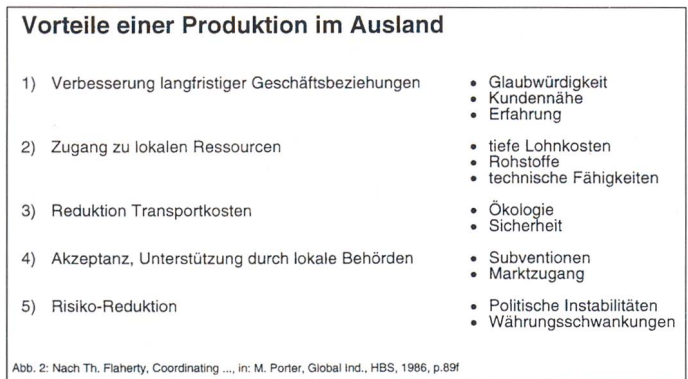 Vorteile einer Produktion im Ausland
1) Verbesserung langfristiger Geschäftsbeziehungen
• Glaubwürdigkeit
• Kundennähe
• Erfahrung
2) Zugang zu lokalen Ressourcen
• tiefe Lohnkosten
• Rohstoffe
• technische Fähigkeiten
3) Reduktion Transportkosten
• Ökologie
• Sicherheit
4) Akzeptanz, Unterstützung durch lokale Behörden
• Subventionen
• Marktzugang
5) Risiko-Reduktion
• Politische Instabilitäten
• Währungsschwankungen
Abb. 2: Nach Th. Flaherty, Coordinating ..., in: M. Porter, Global Ind., HBS, 1986, p.89f